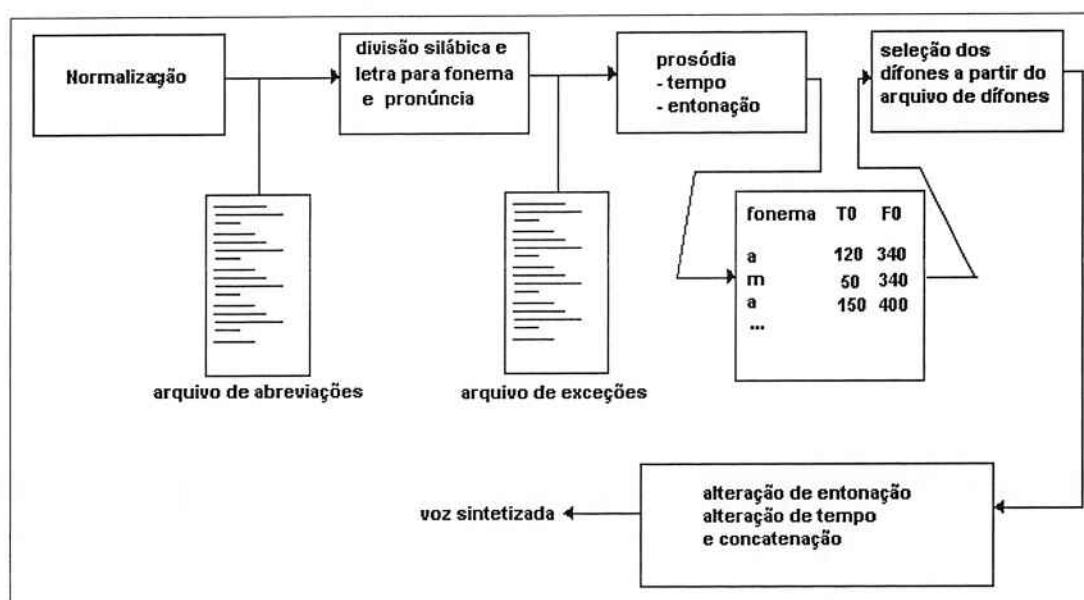 Normalização
divisão silábica e
letra para fonema
e pronúncia
prosódia
- tempo
- entonação
seleção dos
dífones a partir do
arquivo de dífones
fonema T0 F0
a 120 340
m 50 340
a 150 400
...
arquivo de abreviações
arquivo de exceções
alteração de entonação
alteração de tempo
e concatenação
voz sintetizada